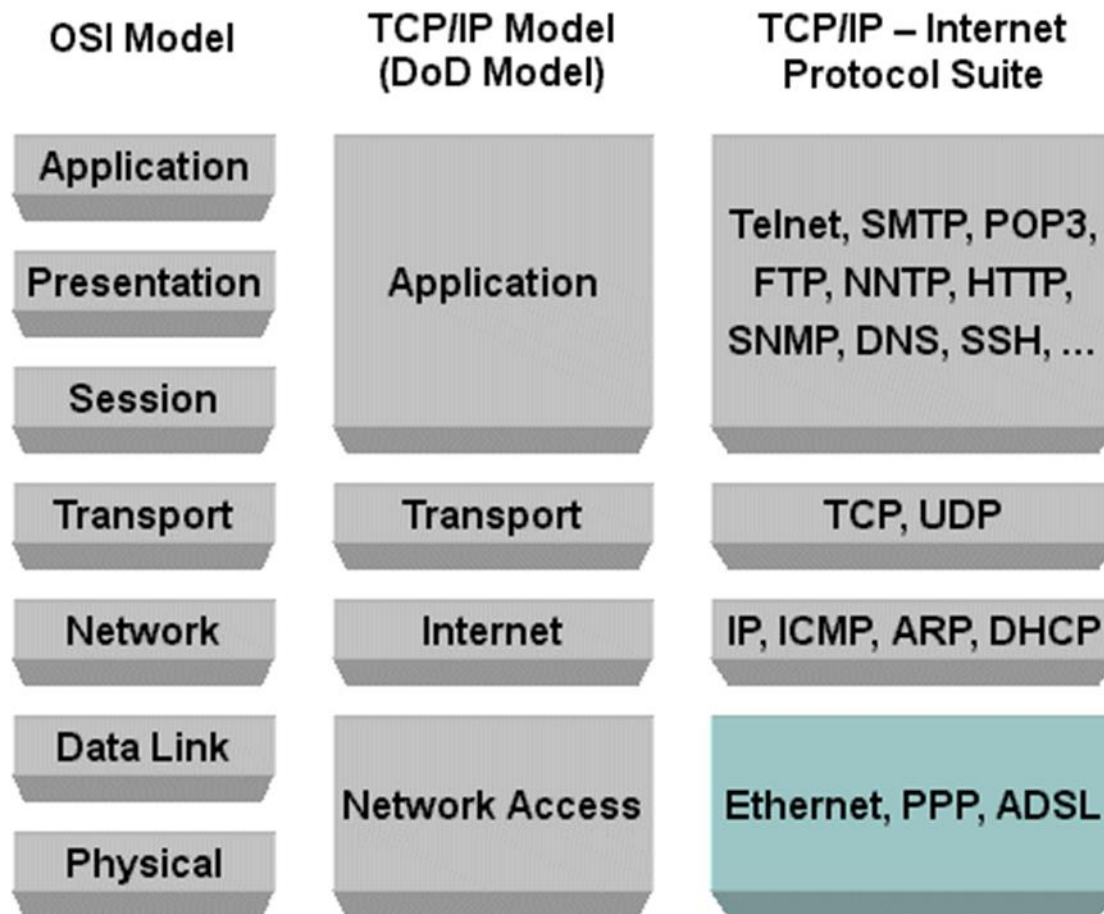 OSI Model
TCP/IP Model
(DoD Model)
TCP/IP – Internet
Protocol Suite
Application
Presentation
Session
Application
Telnet, SMTP, POP3,
FTP, NNTP, HTTP,
SNMP, DNS, SSH, ...
Transport
Transport
TCP, UDP
Network
Internet
IP, ICMP, ARP, DHCP
Data Link
Physical
Network Access
Ethernet, PPP, ADSL